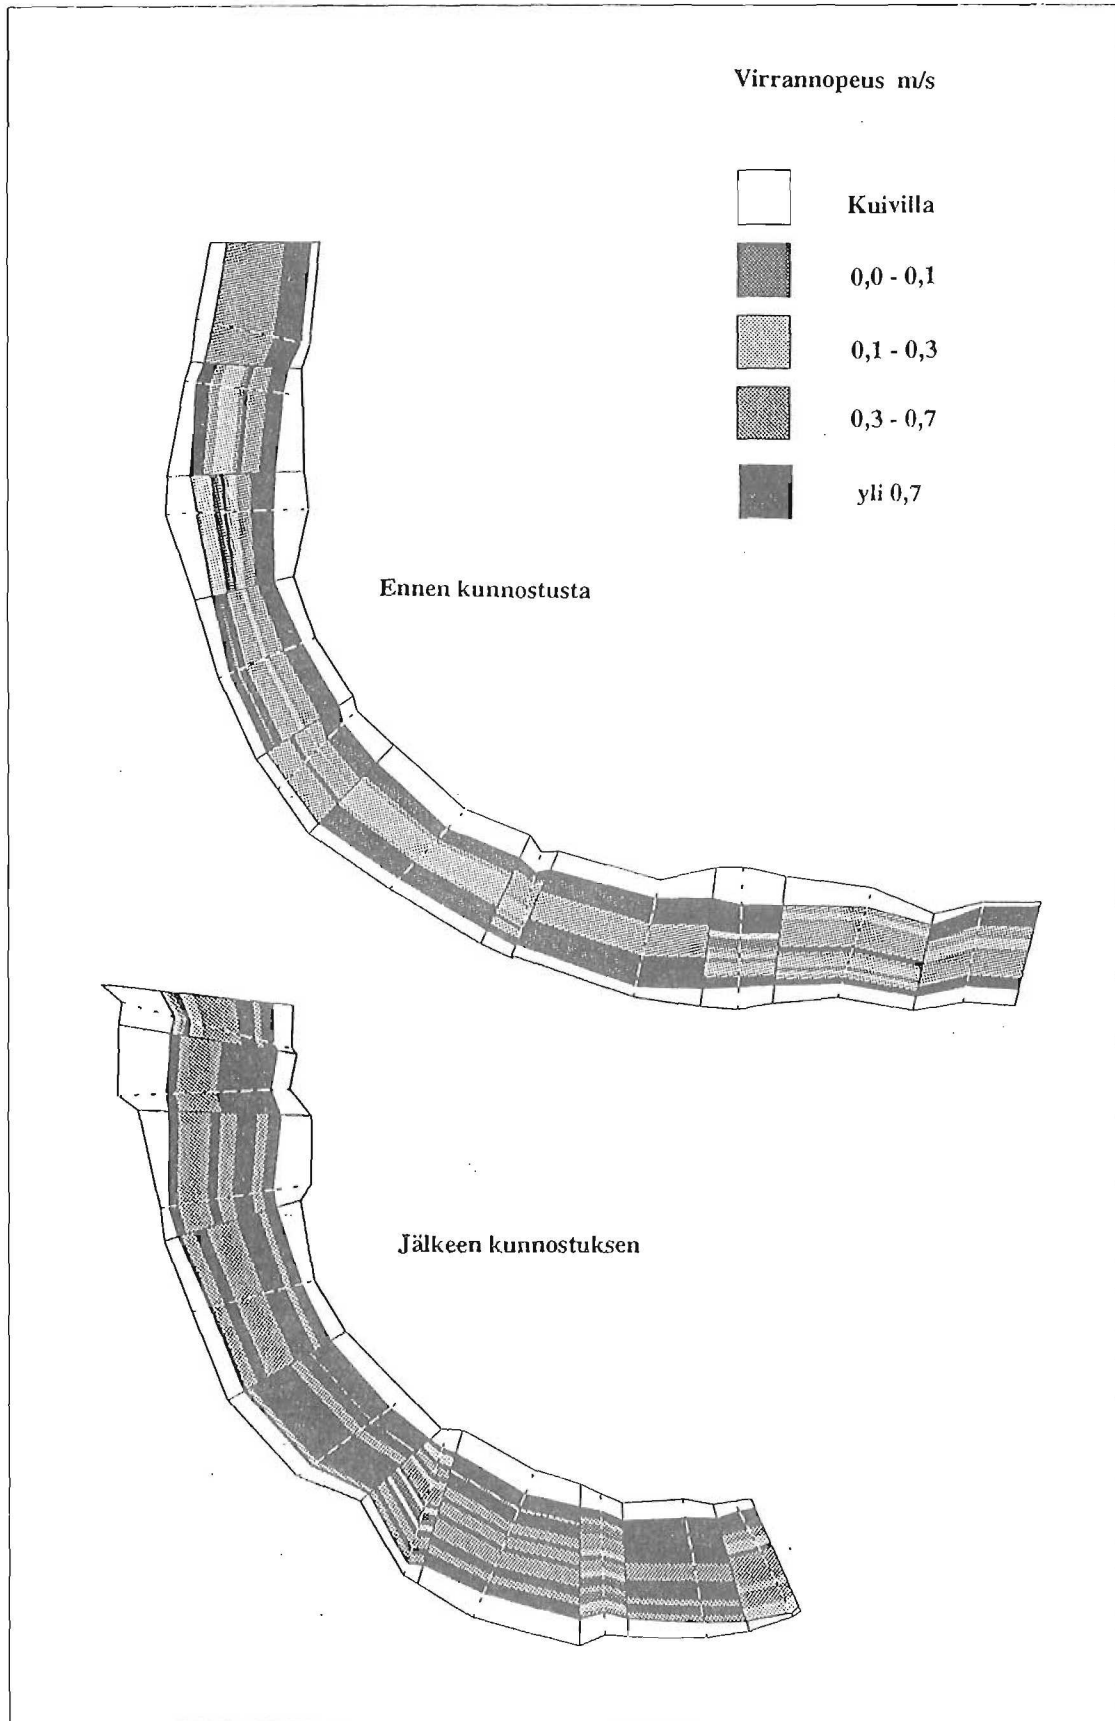 Virrannopeus m/s
Kuivilla
0,0 - 0,1
0,1 - 0,3
0,3 - 0,7
yli 0,7
Ennen kunnostusta
Jälkeen kunnostuksen